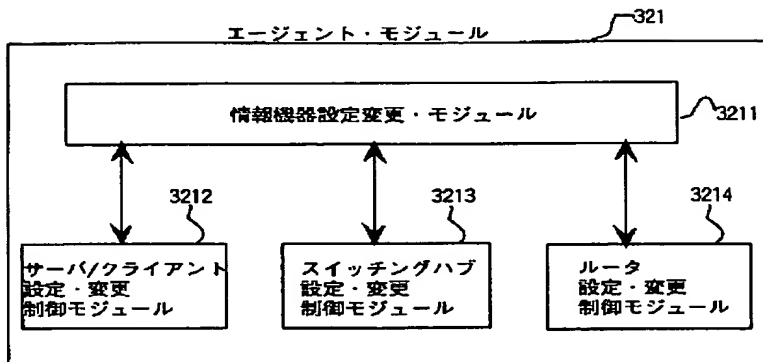 エージェント・モジュール
321
情報機器設定変更・モジュール
3211
3212
サーバ/クライアント
設定・変更
制御モジュール
3213
スイッチングハブ
設定・変更
制御モジュール
3214
ルータ
設定・変更
制御モジュール